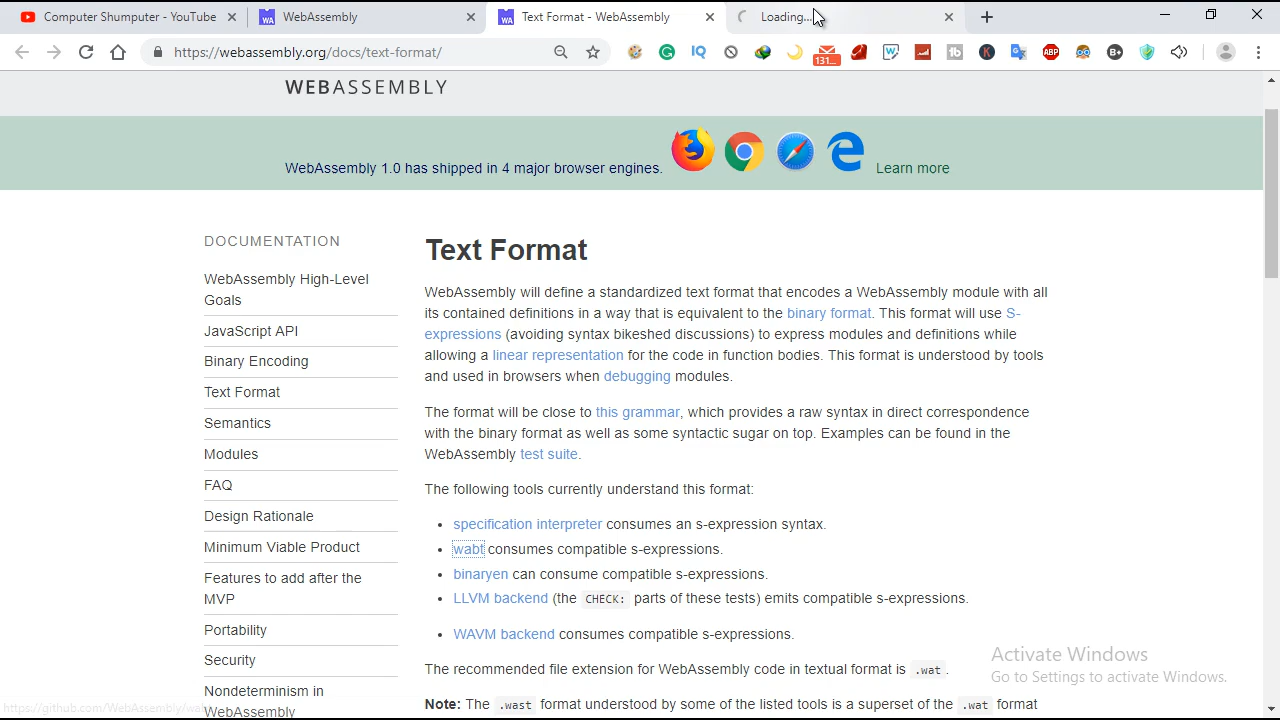 Computer Shumputer - YouTube
WebAssembly
Text Format - WebAssembly
Loading...
https://webassembly.org/docs/text-format/
131...
WEBASSEMBLY
WebAssembly 1.0 has shipped in 4 major browser engines.
Learn more
DOCUMENTATION
WebAssembly High-Level
Goals
JavaScript API
Binary Encoding
Text Format
Semantics
Modules
FAQ
Design Rationale
Minimum Viable Product
Features to add after the
MVP
Portability
Security
Nondeterminism in
WebAssembly
Text Format
WebAssembly will define a standardized text format that encodes a WebAssembly module with all
its contained definitions in a way that is equivalent to the binary format. This format will use S-
expressions (avoiding syntax bikeshed discussions) to express modules and definitions while
allowing a linear representation for the code in function bodies. This format is understood by tools
and used in browsers when debugging modules.
The format will be close to this grammar, which provides a raw syntax in direct correspondence
with the binary format as well as some syntactic sugar on top. Examples can be found in the
WebAssembly test suite.
The following tools currently understand this format:
• specification interpreter consumes an s-expression syntax.
• wabt consumes compatible s-expressions.
• binaryen can consume compatible s-expressions.
• LLVM backend (the CHECK: parts of these tests) emits compatible s-expressions.
• WAVM backend consumes compatible s-expressions.
The recommended file extension for WebAssembly code in textual format is .wat .
Note: The .wast format understood by some of the listed tools is a superset of the .wat format
Activate Windows
Go to Settings to activate Windows.